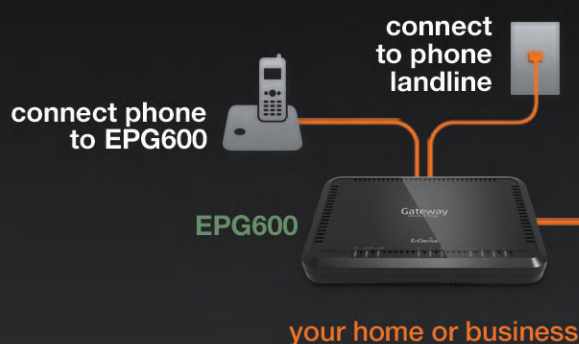 connect
to phone
landline
connect phone
to EPG600
EPG600
Gateway
EnGenius
your home or business